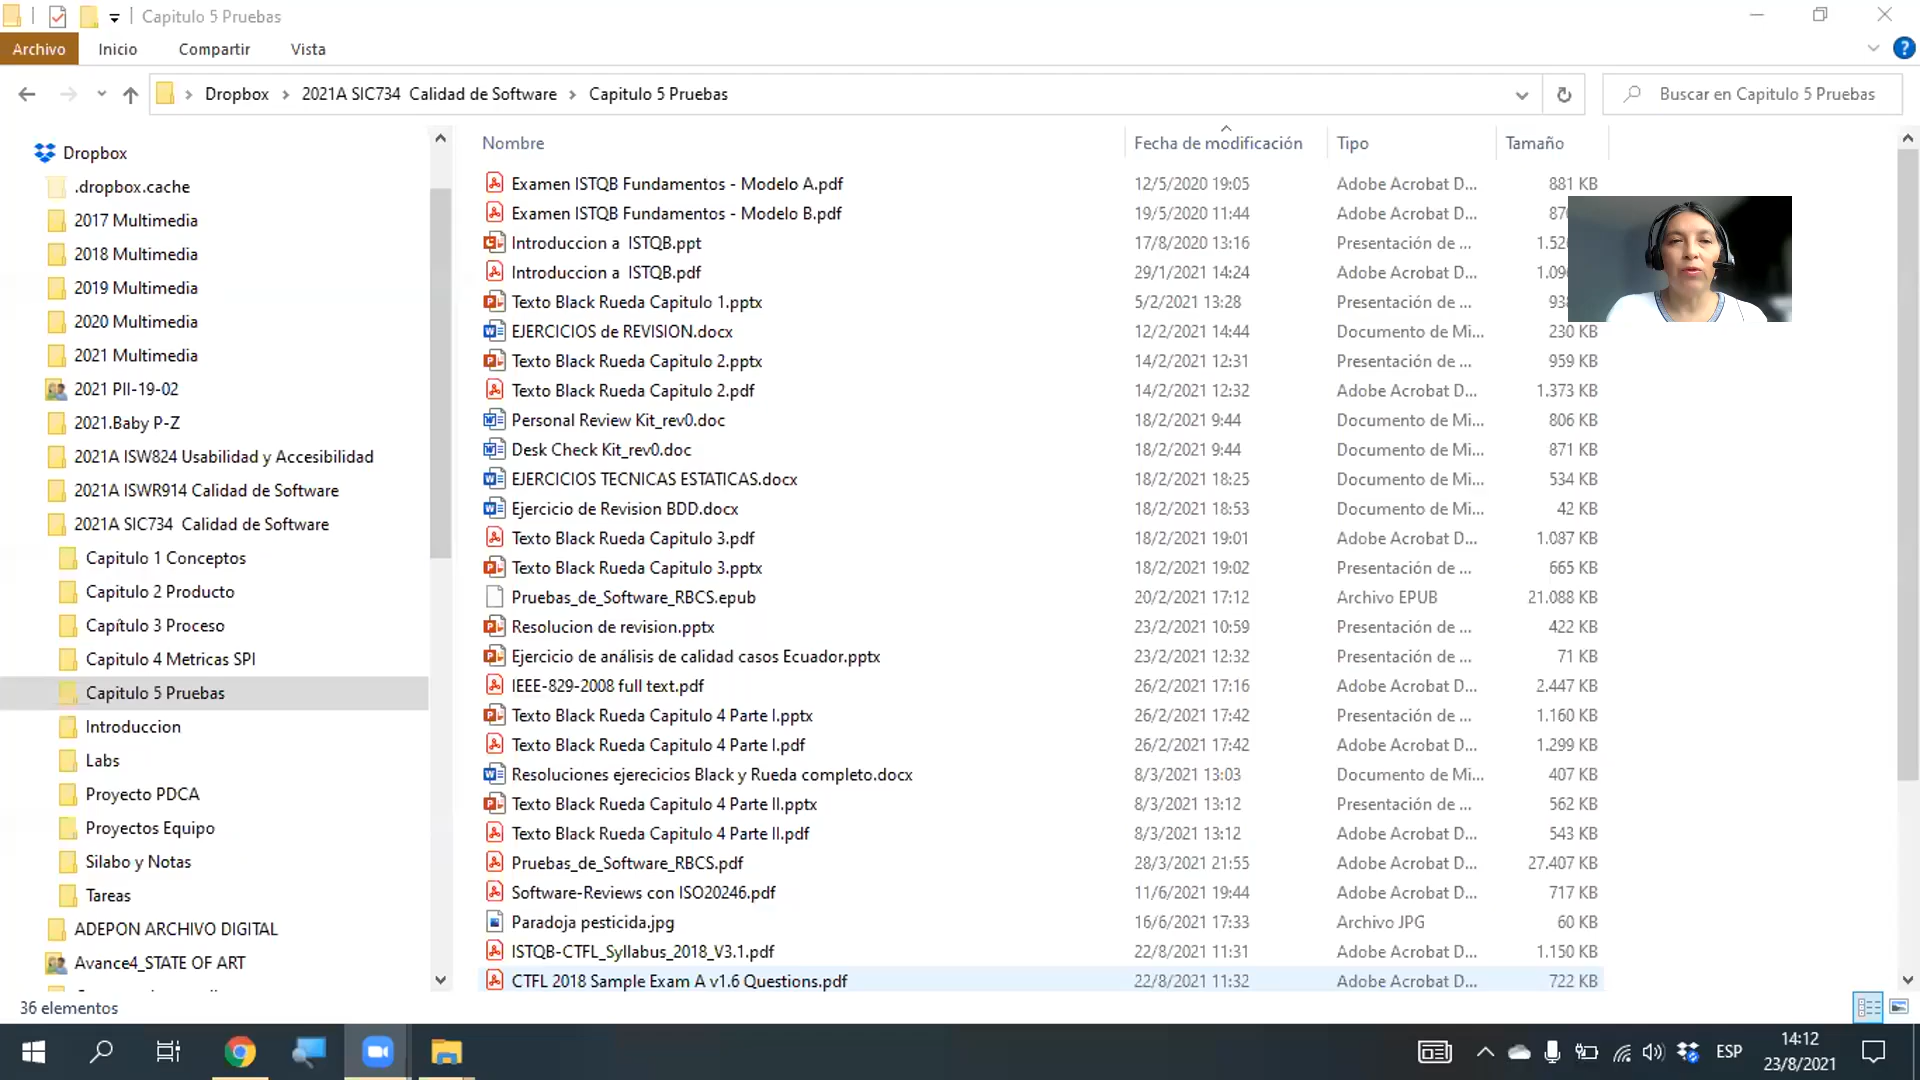 Capitulo 5 Pruebas
Archivo Inicio Compartir Vista
Dropbox 2021A SIC734 Calidad de Software Capitulo 5 Pruebas Buscar en Capitulo 5 Pruebas
Dropbox
.dropbox.cache
2017 Multimedia
2018 Multimedia
2019 Multimedia
2020 Multimedia
2021 Multimedia
2021 PII-19-02
2021.Baby P-Z
2021A ISW824 Usabilidad y Accesibilidad
2021A ISWR914 Calidad de Software
2021A SIC734 Calidad de Software
Capitulo 1 Conceptos
Capitulo 2 Producto
Capítulo 3 Proceso
Capitulo 4 Metricas SPI
Capitulo 5 Pruebas
Introduccion
Labs
Proyecto PDCA
Proyectos Equipo
Silabo y Notas
Tareas
ADEPON ARCHIVO DIGITAL
Avance4_STATE OF ART
Nombre Fecha de modificación Tipo Tamaño
Examen ISTQB Fundamentos - Modelo A.pdf 12/5/2020 19:05 Adobe Acrobat D... 881 KB
Examen ISTQB Fundamentos - Modelo B.pdf 19/5/2020 11:44 Adobe Acrobat D...
Introduccion a ISTQB.ppt 17/8/2020 13:16 Presentación de ...
Introduccion a ISTQB.pdf 29/1/2021 14:24 Adobe Acrobat D...
Texto Black Rueda Capitulo 1.pptx 5/2/2021 13:28 Presentación de ...
EJERCICIOS de REVISION.docx 12/2/2021 14:44 Documento de Mi... 230 KB
Texto Black Rueda Capitulo 2.pptx 14/2/2021 12:31 Presentación de ... 959 KB
Texto Black Rueda Capitulo 2.pdf 14/2/2021 12:32 Adobe Acrobat D... 1.373 KB
Personal Review Kit_rev0.doc 18/2/2021 9:44 Documento de Mi... 806 KB
Desk Check Kit_rev0.doc 18/2/2021 9:44 Documento de Mi... 871 KB
EJERCICIOS TECNICAS ESTATICAS.docx 18/2/2021 18:25 Documento de Mi... 534 KB
Ejercicio de Revision BDD.docx 18/2/2021 18:53 Documento de Mi... 42 KB
Texto Black Rueda Capitulo 3.pdf 18/2/2021 19:01 Adobe Acrobat D... 1.087 KB
Texto Black Rueda Capitulo 3.pptx 18/2/2021 19:02 Presentación de ... 665 KB
Pruebas_de_Software_RBCS.epub 20/2/2021 17:12 Archivo EPUB 21.088 KB
Resolucion de revision.pptx 23/2/2021 10:59 Presentación de ... 422 KB
Ejercicio de análisis de calidad casos Ecuador.pptx 23/2/2021 12:32 Presentación de ... 71 KB
IEEE-829-2008 full text.pdf 26/2/2021 17:16 Adobe Acrobat D... 2.447 KB
Texto Black Rueda Capitulo 4 Parte I.pptx 26/2/2021 17:42 Presentación de ... 1.160 KB
Texto Black Rueda Capitulo 4 Parte I.pdf 26/2/2021 17:42 Adobe Acrobat D... 1.299 KB
Resoluciones ejerecicios Black y Rueda completo.docx 8/3/2021 13:03 Documento de Mi... 407 KB
Texto Black Rueda Capitulo 4 Parte II.pptx 8/3/2021 13:12 Presentación de ... 562 KB
Texto Black Rueda Capitulo 4 Parte II.pdf 8/3/2021 13:12 Adobe Acrobat D... 543 KB
Pruebas_de_Software_RBCS.pdf 28/3/2021 21:55 Adobe Acrobat D... 27.407 KB
Software-Reviews con ISO20246.pdf 11/6/2021 19:44 Adobe Acrobat D... 717 KB
Paradoja pesticida.jpg 16/6/2021 17:33 Archivo JPG 60 KB
ISTQB-CTFL_Syllabus_2018_V3.1.pdf 22/8/2021 11:31 Adobe Acrobat D... 1.150 KB
CTFL 2018 Sample Exam A v1.6 Questions.pdf 22/8/2021 11:32 Adobe Acrobat D... 722 KB
36 elementos
ESP
14:12
23/8/2021